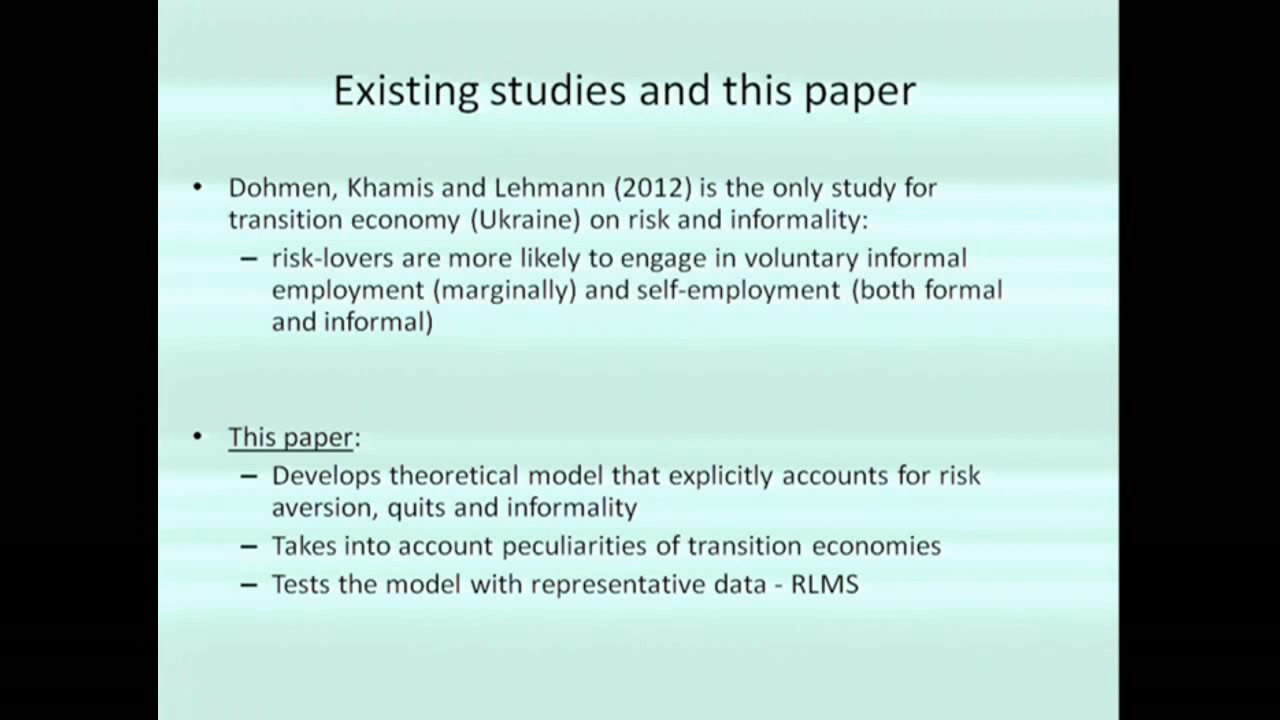 Existing studies and this paper
• Dohmen, Khamis and Lehmann (2012) is the only study for
transition economy (Ukraine) on risk and informality:
– risk-lovers are more likely to engage in voluntary informal
employment (marginally) and self-employment (both formal
and informal)
• This paper:
– Develops theoretical model that explicitly accounts for risk
aversion, quits and informality
– Takes into account peculiarities of transition economies
– Tests the model with representative data - RLMS